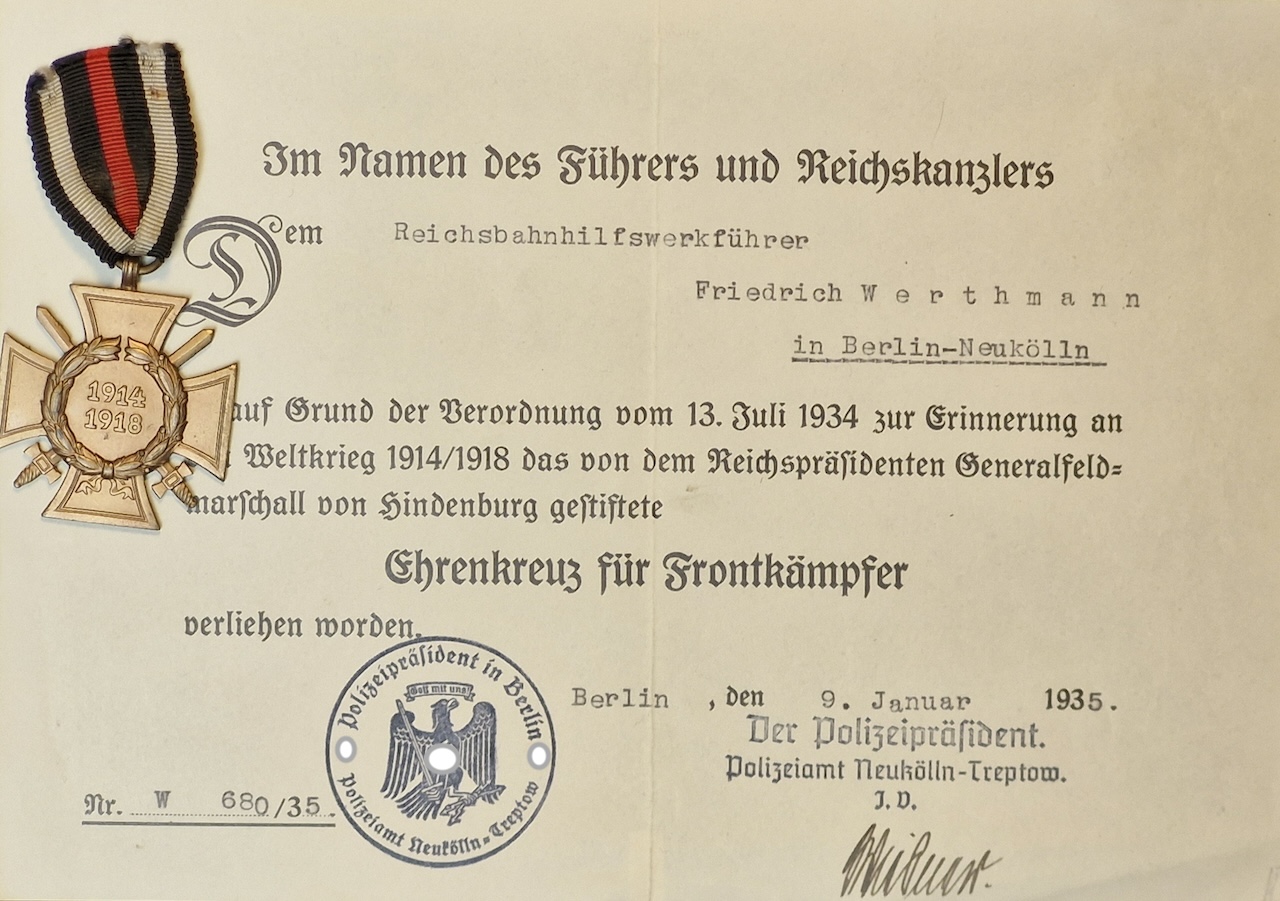 Im Namen des Führers und Reichskanzlers
Dem Reichsbahnhilfswerkführer
Friedrich Werthmann
in Berlin-Neukölln
auf Grund der Verordnung vom 13. Juli 1934 zur Erinnerung an
Weltkrieg 1914/1918 das von dem Reichspräsidenten Generalfeld=
marschall von Hindenburg gestiftete
Ehrenkreuz für Frontkämpfer
verliehen worden.
Berlin, den 9. Januar 1935.
Der Polizeipräsident.
Polizeiamt Neukölln-Treptow.
J. V.
Nr. W 680/35.
Polizeipräsident in Berlin
Gott mit uns
Polizeiamt Neukölln=Treptow
1914
1918